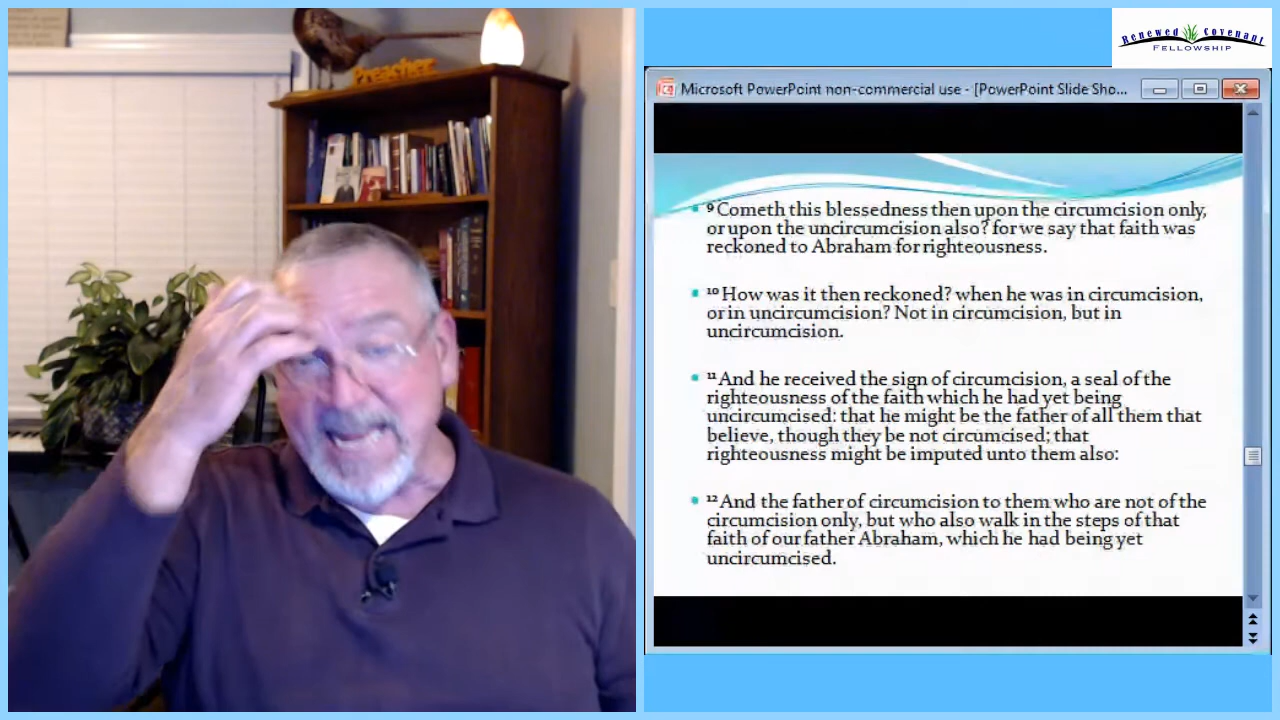 Preacher
Renewed Covenant
FELLOWSHIP
Microsoft PowerPoint non-commercial use - [PowerPoint Slide Sho...
⁹ Cometh this blessedness then upon the circumcision only,
or upon the uncircumcision also? for we say that faith was
reckoned to Abraham for righteousness.
¹⁰ How was it then reckoned? when he was in circumcision,
or in uncircumcision? Not in circumcision, but in
uncircumcision.
¹¹ And he received the sign of circumcision, a seal of the
righteousness of the faith which he had yet being
uncircumcised: that he might be the father of all them that
believe, though they be not circumcised; that
righteousness might be imputed unto them also:
¹² And the father of circumcision to them who are not of the
circumcision only, but who also walk in the steps of that
faith of our father Abraham, which he had being yet
uncircumcised.